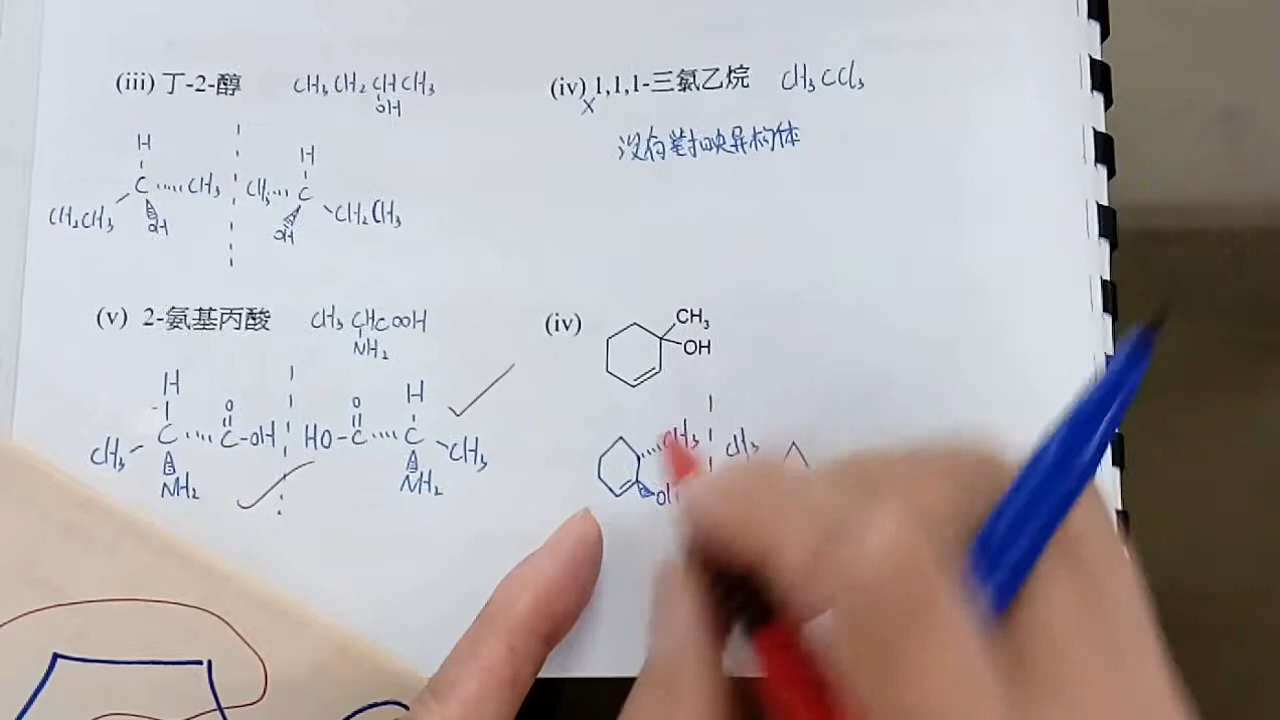 (iii) 丁-2-醇 CH₃CH₂CHCH₃
OH
H
C CH₃
CH₂CH₃
OH
H
CH₃ C
CH₂CH₃
OH
(iv) 1,1,1-三氯乙烷 CH₃CCl₃
x
没有对映异构体
(v) 2-氨基丙酸 CH₃CHCOOH
NH₂
H
O
CH₃ C C-OH
NH₂
H
O
HO-C C CH₃
NH₂
(iv)
CH₃
OH
CH₃
CH₃